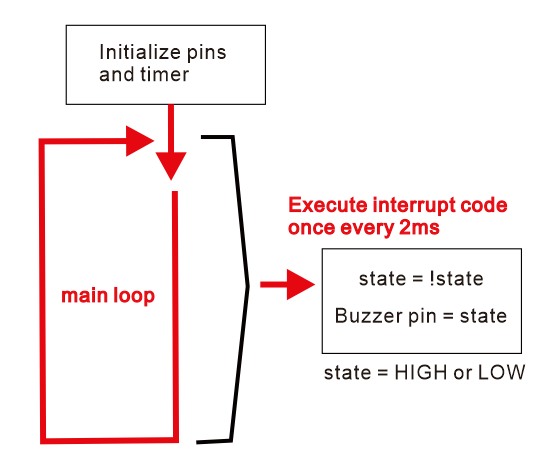 Initialize pins
and timer
Execute interrupt code
once every 2ms
main loop
state = !state
Buzzer pin = state
state = HIGH or LOW